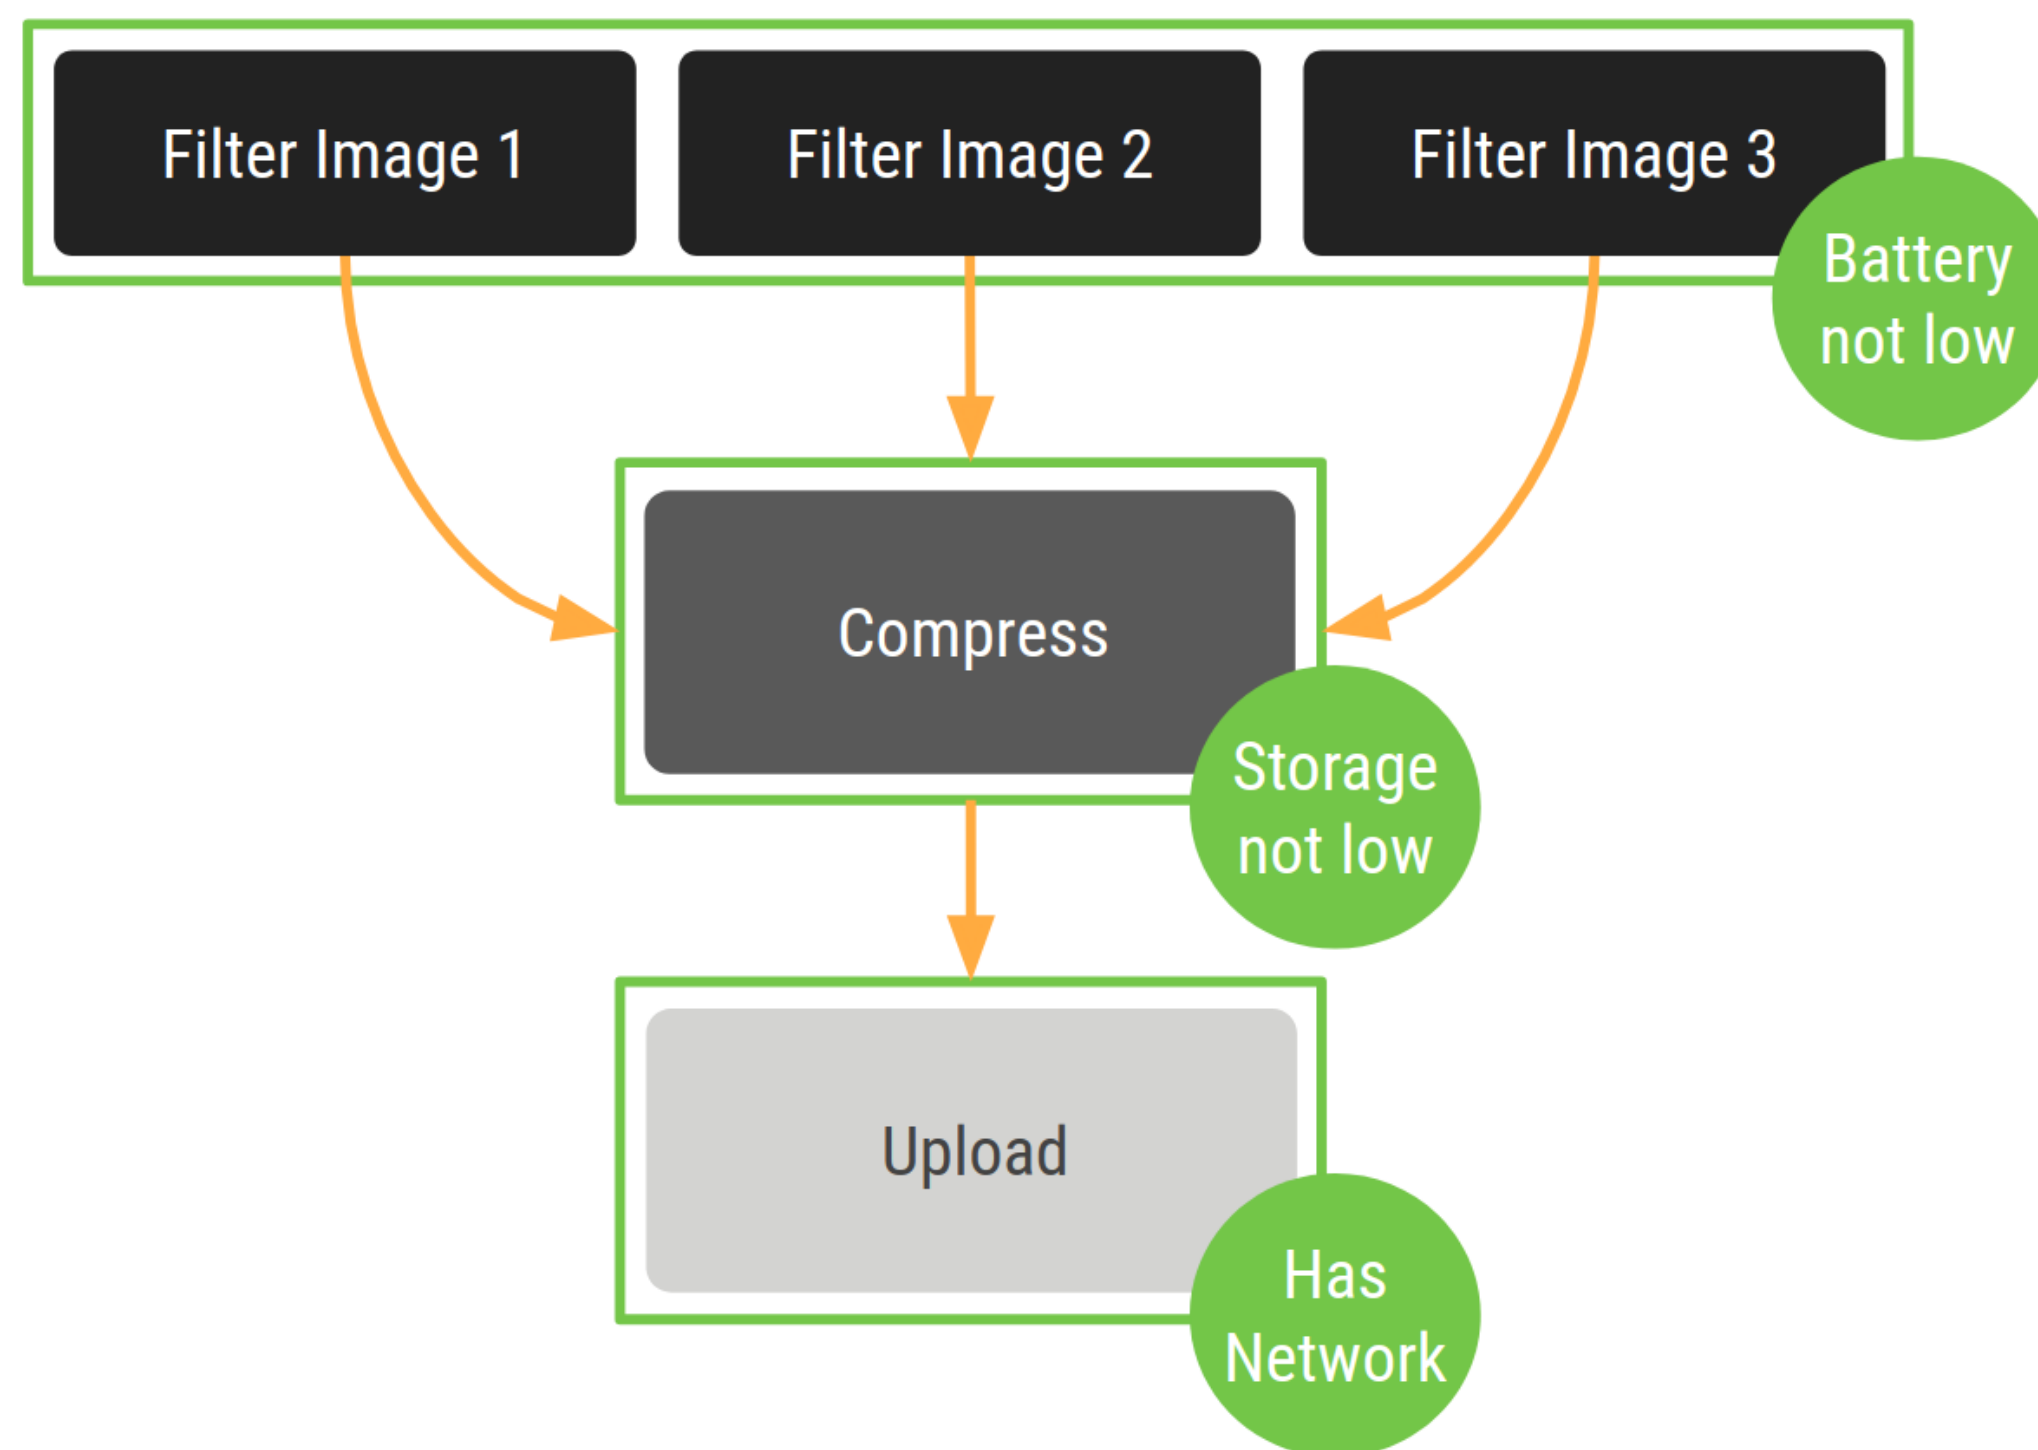 Filter Image 1
Filter Image 2
Filter Image 3
Battery
not low
Compress
Storage
not low
Upload
Has
Network